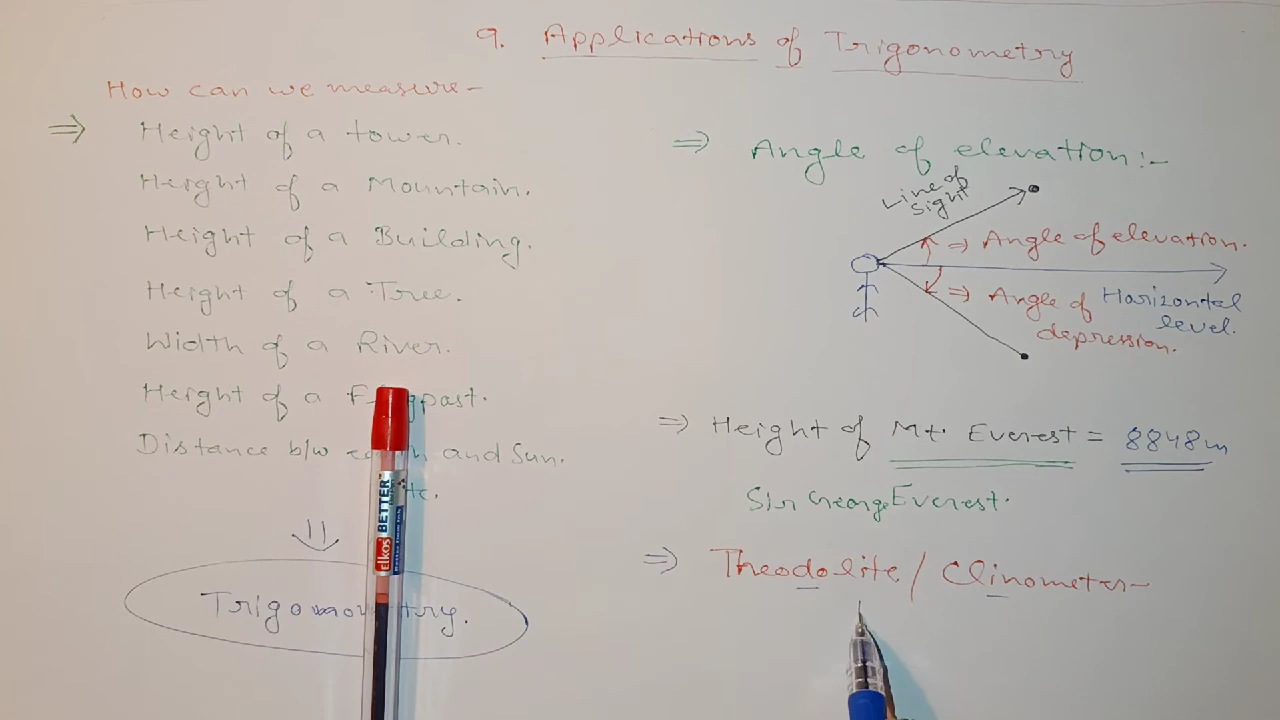 9. Applications of Trigonometry
How can we measure-
⇒ Height of a tower.
Height of a Mountain.
Height of a Building.
Height of a Tree.
Width of a River.
Height of a
Distance b/w and Sun.
Trigonometry.
⇒ Angle of elevation:-
Line of
Sight
⇒ Angle of elevation.
⇒ Angle of
depression.
Horizontal
level.
⇒ Height of Mt. Everest = 8848m
Sir George Everest.
⇒ Theodolite / Clinometer-
elkos BETTER